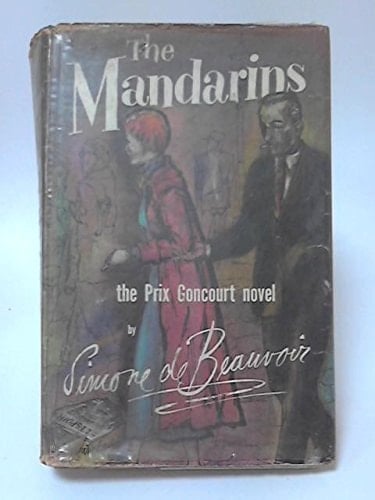 The
Mandarins
the Prix Goncourt novel
by
Simone de Beauvoir